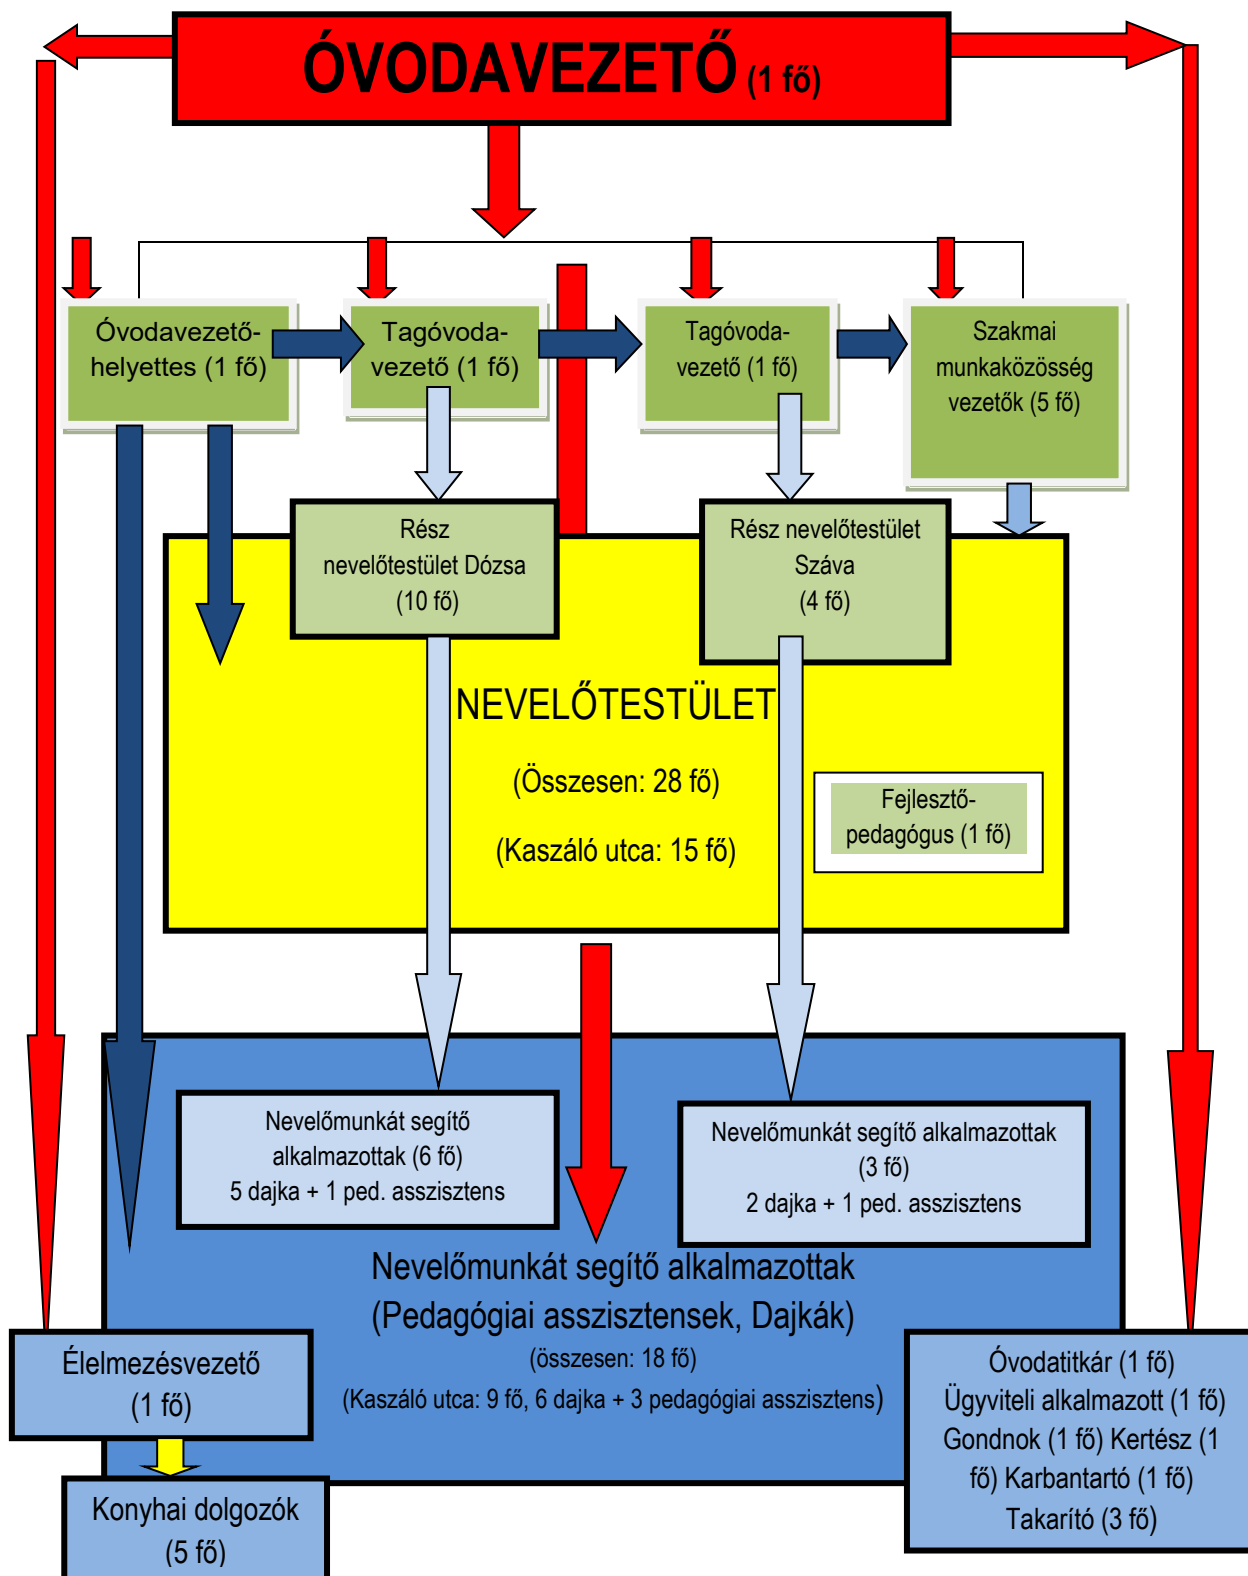 ÓVODAVEZETŐ (1 fő)
Óvodavezető-
helyettes (1 fő)
Tagóvoda-
vezető (1 fő)
Tagóvoda-
vezető (1 fő)
Szakmai
munkaközösség
vezetők (5 fő)
Rész
nevelőtestület Dózsa
(10 fő)
Rész nevelőtestület
Száva
(4 fő)
NEVELŐTESTÜLET
(Összesen: 28 fő)
(Kaszáló utca: 15 fő)
Fejlesztő-
pedagógus (1 fő)
Nevelőmunkát segítő
alkalmazottak (6 fő)
5 dajka + 1 ped. asszisztens
Nevelőmunkát segítő alkalmazottak
(3 fő)
2 dajka + 1 ped. asszisztens
Nevelőmunkát segítő alkalmazottak
(Pedagógiai asszisztensek, Dajkák)
(összesen: 18 fő)
(Kaszáló utca: 9 fő, 6 dajka + 3 pedagógiai asszisztens)
Élelmezésvezető
(1 fő)
Konyhai dolgozók
(5 fő)
Óvodatitkár (1 fő)
Ügyviteli alkalmazott (1 fő)
Gondnok (1 fő) Kertész (1
fő) Karbantartó (1 fő)
Takarító (3 fő)